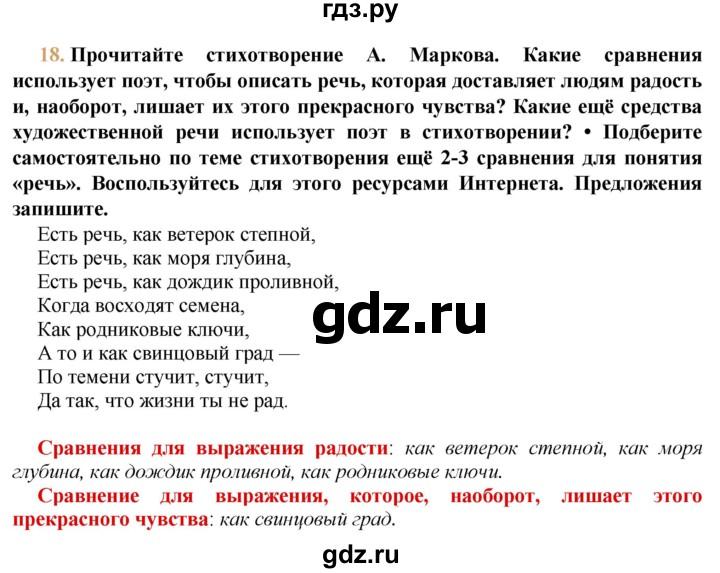 гдз.ру
18. Прочитайте стихотворение А. Маркова. Какие сравнения
использует поэт, чтобы описать речь, которая доставляет людям радость
и, наоборот, лишает их этого прекрасного чувства? Какие ещё средства
художественной речи использует поэт в стихотворении? • Подберите
самостоятельно по теме стихотворения ещё 2-3 сравнения для понятия
«речь». Воспользуйтесь для этого ресурсами Интернета. Предложения
запишите.
Есть речь, как ветерок степной,
Есть речь, как моря глубина,
Есть речь, как дождик проливной,
Когда восходят семена,
Как родниковые ключи,
А то и как свинцовый град —
По темени стучит, стучит,
Да так, что жизни ты не рад.
gdz.ru
Сравнения для выражения радости: как ветерок степной, как моря
глубина, как дождик проливной, как родниковые ключи.
Сравнение для выражения, которое, наоборот, лишает этого
прекрасного чувства: как свинцовый град.
gdz.ru